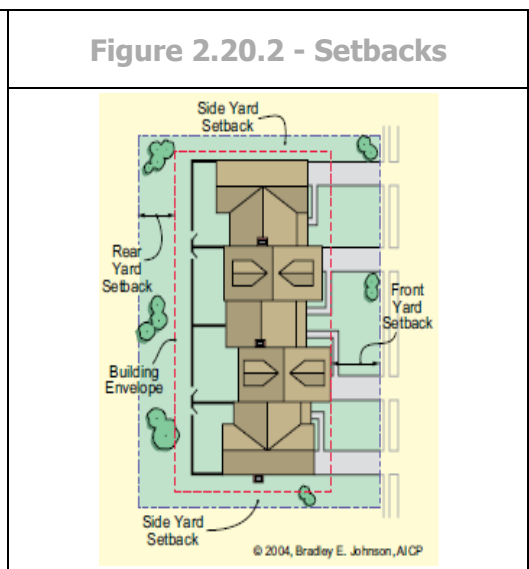 Figure 2.20.2 - Setbacks
Side Yard
Setback
Rear
Yard
Setback
Front
Yard
Setback
Building
Envelope
Side Yard
Setback
© 2004, Bradley E. Johnson, AICP